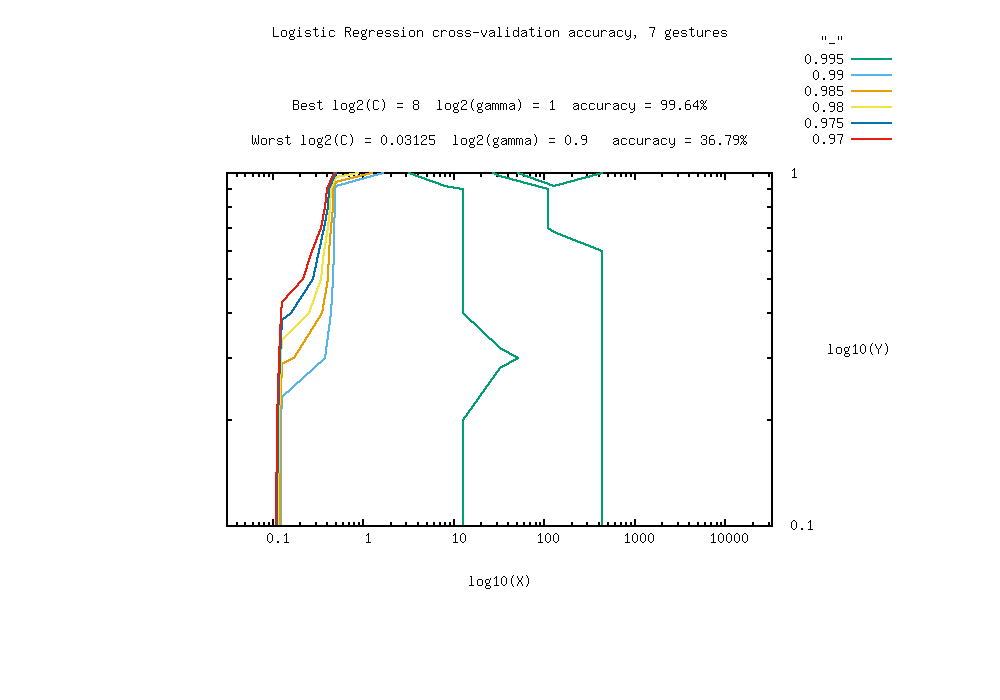 Logistic Regression cross-validation accuracy, 7 gestures
"_"
0.995
0.99
0.985
0.98
0.975
0.97
Best log2(C) = 8  log2(gamma) = 1  accuracy = 99.64%
Worst log2(C) = 0.03125  log2(gamma) = 0.9   accuracy = 36.79%
1
log10(Y)
0.1
0.1 1 10 100 1000 10000
log10(X)